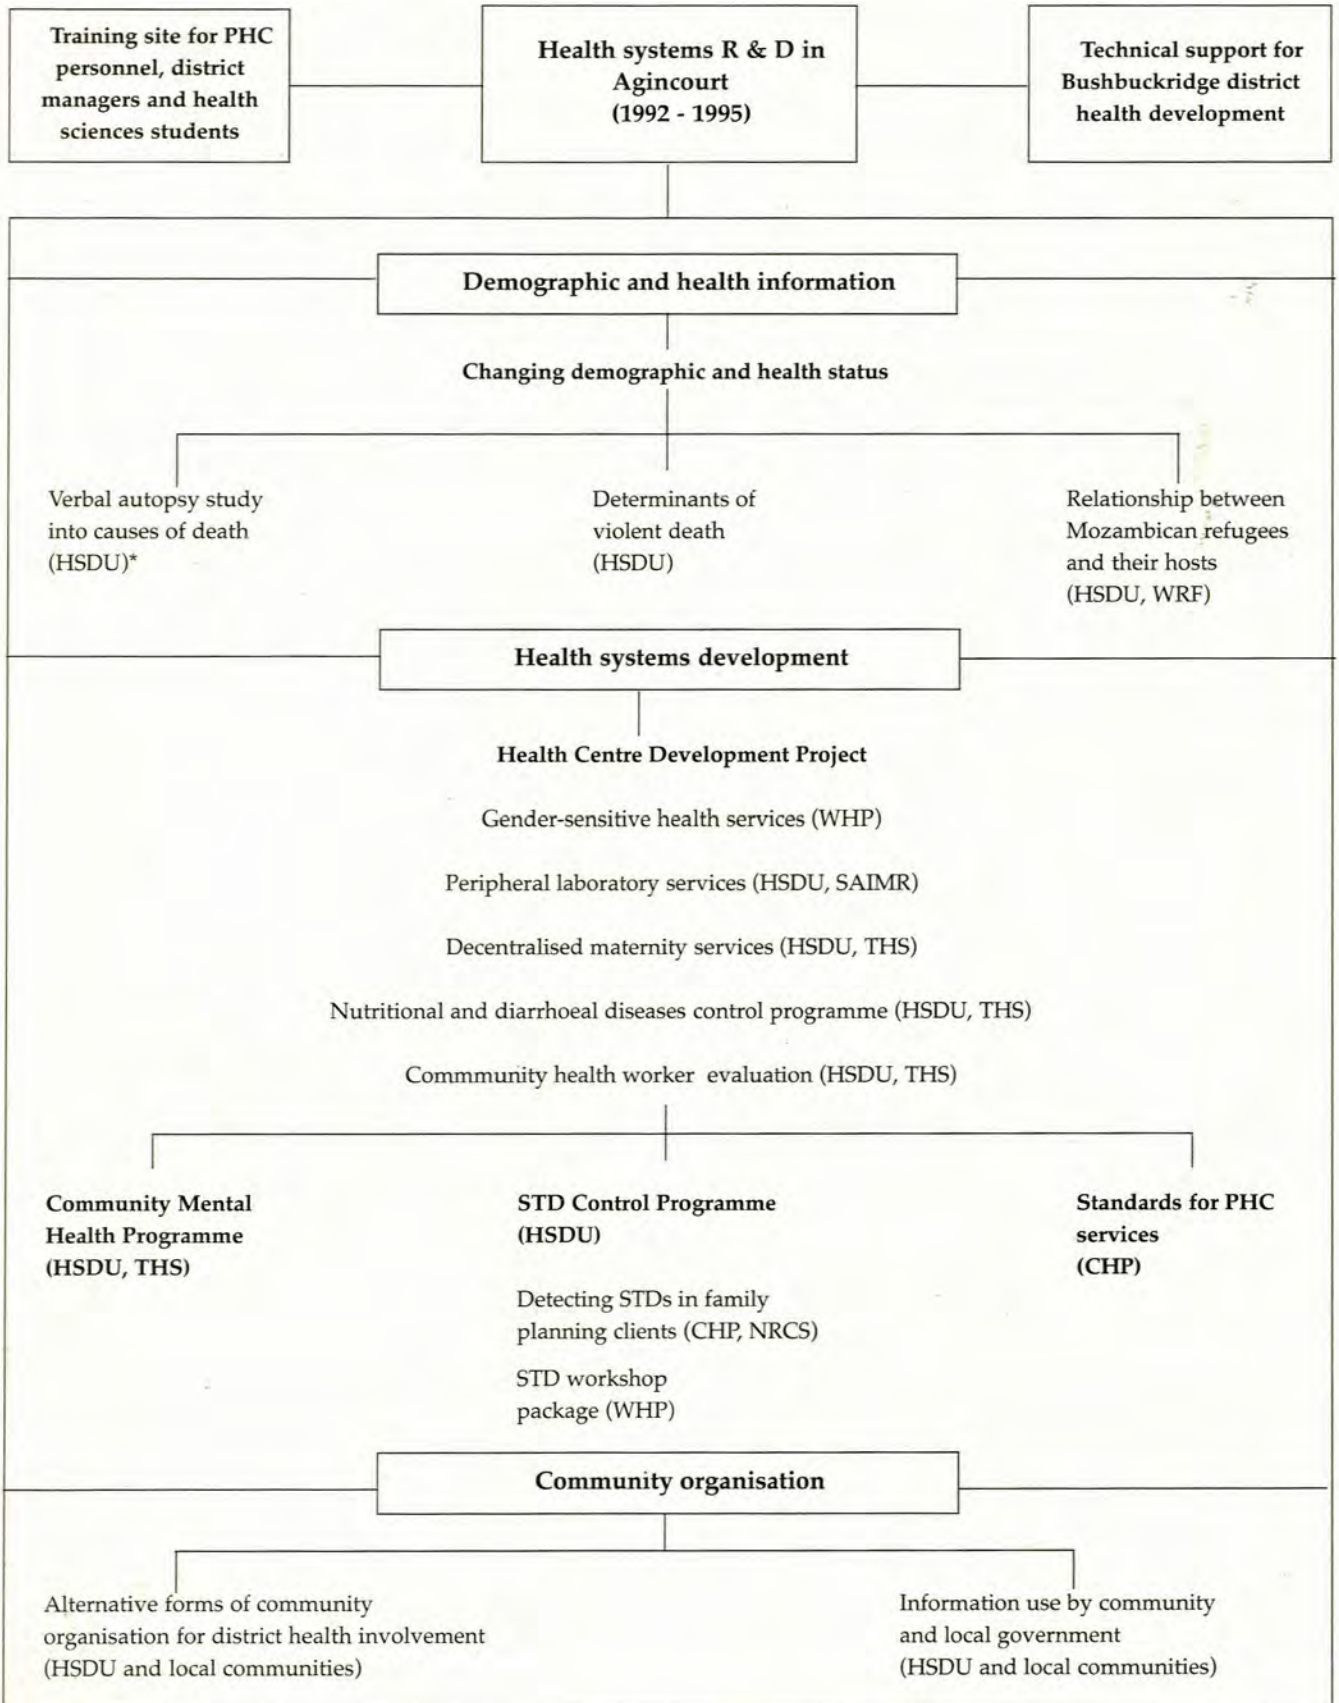 Training site for PHC
personnel, district
managers and health
sciences students
Health systems R & D in
Agincourt
(1992 - 1995)
Technical support for
Bushbuckridge district
health development
Demographic and health information
Changing demographic and health status
Verbal autopsy study
into causes of death
(HSDU)*
Determinants of
violent death
(HSDU)
Relationship between
Mozambican refugees
and their hosts
(HSDU, WRF)
Health systems development
Health Centre Development Project
Gender-sensitive health services (WHP)
Peripheral laboratory services (HSDU, SAIMR)
Decentralised maternity services (HSDU, THS)
Nutritional and diarrhoeal diseases control programme (HSDU, THS)
Commmunity health worker evaluation (HSDU, THS)
Community Mental
Health Programme
(HSDU, THS)
STD Control Programme
(HSDU)
Detecting STDs in family
planning clients (CHP, NRCS)
STD workshop
package (WHP)
Standards for PHC
services
(CHP)
Community organisation
Alternative forms of community
organisation for district health involvement
(HSDU and local communities)
Information use by community
and local government
(HSDU and local communities)